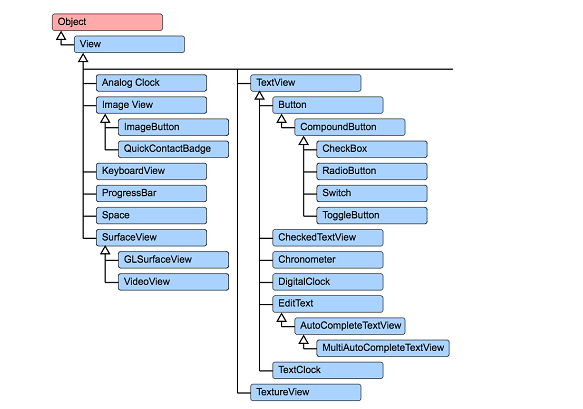 Object
View
Analog Clock
Image View
ImageButton
QuickContactBadge
KeyboardView
ProgressBar
Space
SurfaceView
GLSurfaceView
VideoView
TextView
Button
CompoundButton
CheckBox
RadioButton
Switch
ToggleButton
CheckedTextView
Chronometer
DigitalClock
EditText
AutoCompleteTextView
MultiAutoCompleteTextView
TextClock
TextureView